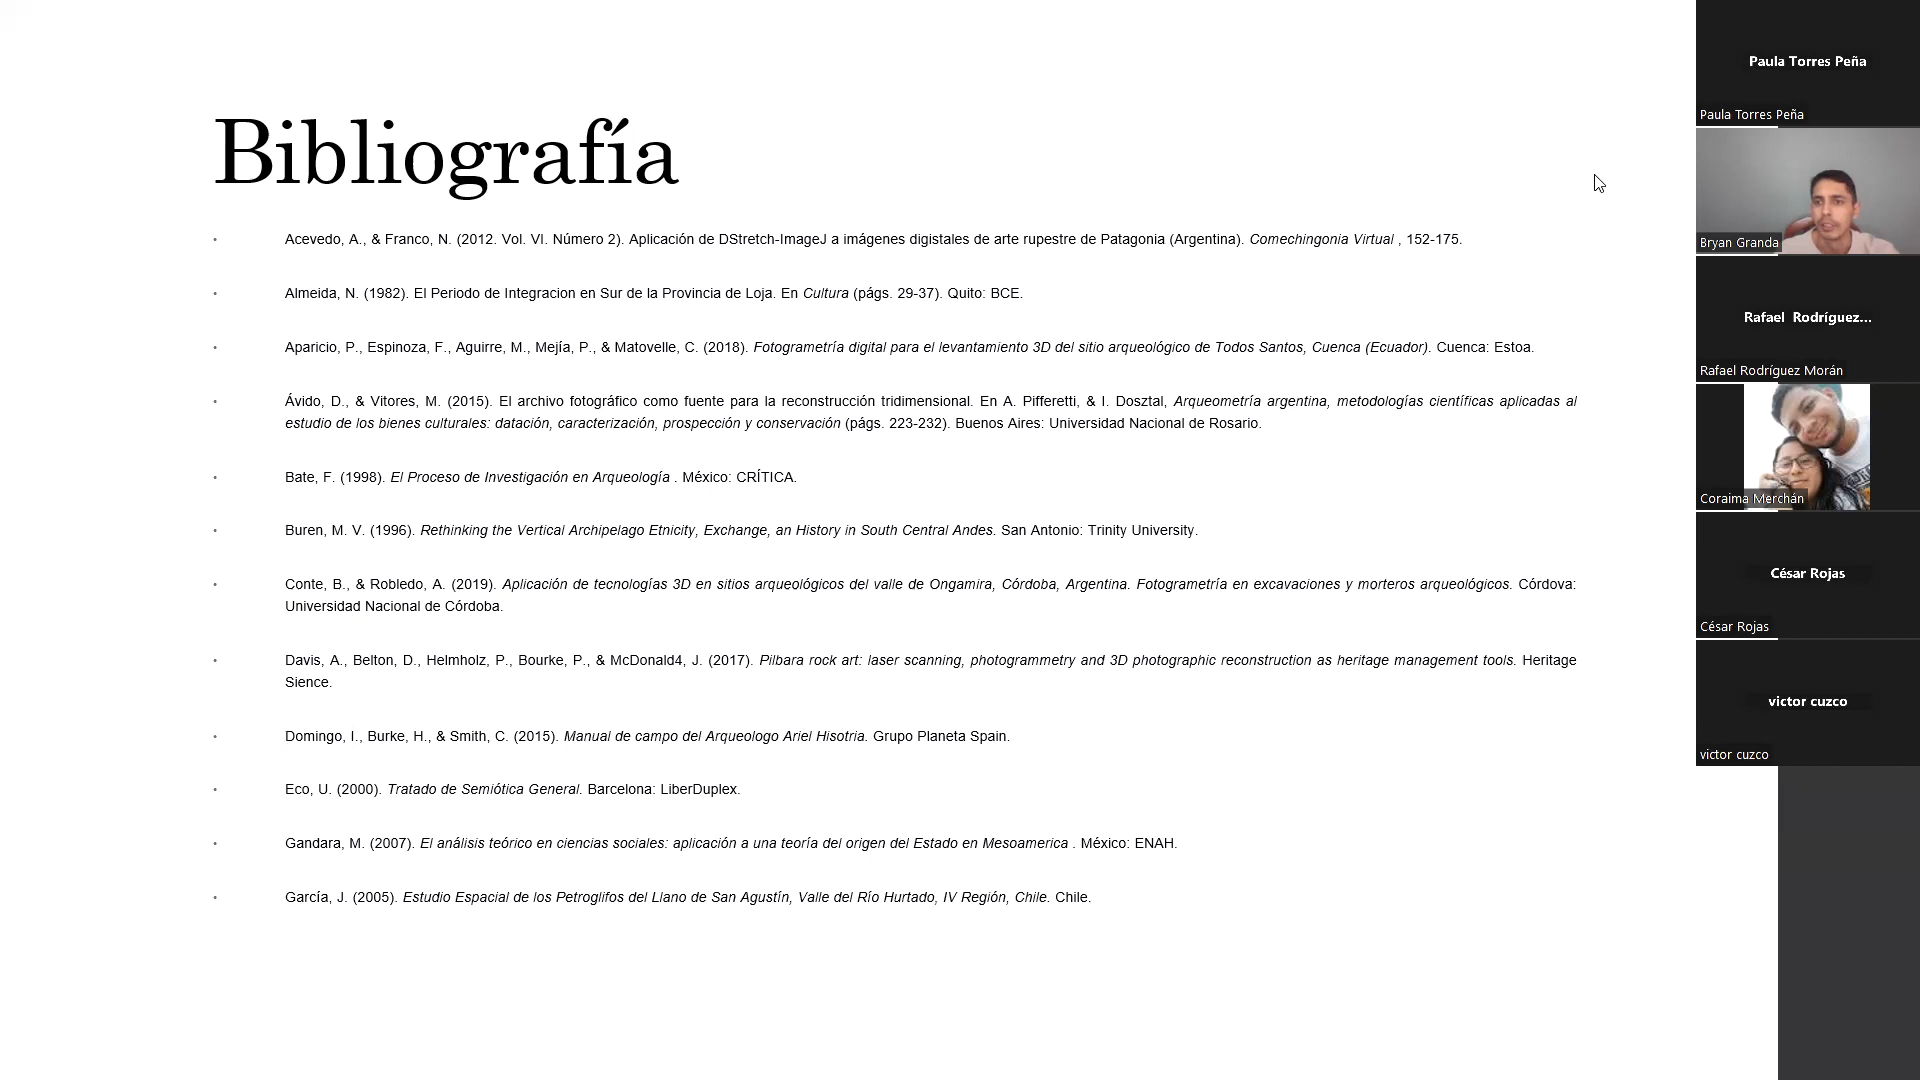 Bibliografía
• Acevedo, A., & Franco, N. (2012. Vol. VI. Número 2). Aplicación de DStretch-ImageJ a imágenes digistales de arte rupestre de Patagonia (Argentina). Comechingonia Virtual , 152-175.
• Almeida, N. (1982). El Periodo de Integracion en Sur de la Provincia de Loja. En Cultura (págs. 29-37). Quito: BCE.
• Aparicio, P., Espinoza, F., Aguirre, M., Mejía, P., & Matovelle, C. (2018). Fotogrametría digital para el levantamiento 3D del sitio arqueológico de Todos Santos, Cuenca (Ecuador). Cuenca: Estoa.
• Ávido, D., & Vitores, M. (2015). El archivo fotográfico como fuente para la reconstrucción tridimensional. En A. Pifferetti, & I. Dosztal, Arqueometría argentina, metodologías científicas aplicadas al
estudio de los bienes culturales: datación, caracterización, prospección y conservación (págs. 223-232). Buenos Aires: Universidad Nacional de Rosario.
• Bate, F. (1998). El Proceso de Investigación en Arqueología . México: CRÍTICA.
• Buren, M. V. (1996). Rethinking the Vertical Archipelago Etnicity, Exchange, an History in South Central Andes. San Antonio: Trinity University.
• Conte, B., & Robledo, A. (2019). Aplicación de tecnologías 3D en sitios arqueológicos del valle de Ongamira, Córdoba, Argentina. Fotogrametría en excavaciones y morteros arqueológicos. Córdova:
Universidad Nacional de Córdoba.
• Davis, A., Belton, D., Helmholz, P., Bourke, P., & McDonald4, J. (2017). Pilbara rock art: laser scanning, photogrammetry and 3D photographic reconstruction as heritage management tools. Heritage
Sience.
• Domingo, I., Burke, H., & Smith, C. (2015). Manual de campo del Arqueologo Ariel Hisotria. Grupo Planeta Spain.
• Eco, U. (2000). Tratado de Semiótica General. Barcelona: LiberDuplex.
• Gandara, M. (2007). El análisis teórico en ciencias sociales: aplicación a una teoría del origen del Estado en Mesoamerica . México: ENAH.
• García, J. (2005). Estudio Espacial de los Petroglifos del Llano de San Agustín, Valle del Río Hurtado, IV Región, Chile. Chile.
Paula Torres Peña
Paula Torres Peña
Bryan Granda
Rafael Rodríguez...
Rafael Rodríguez Morán
Coraima Merchán
César Rojas
César Rojas
victor cuzco
victor cuzco